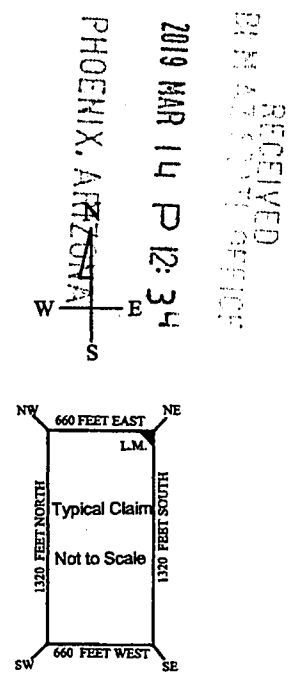 RECEIVED
2019 MAR 14 P 12: 34
PHOENIX, ARIZONA
N
W
E
S
NW
660 FEET EAST
NE
L.M.
1320 FEET NORTH
Typical Claim
Not to Scale
1320 FEET SOUTH
SW
660 FEET WEST
SE